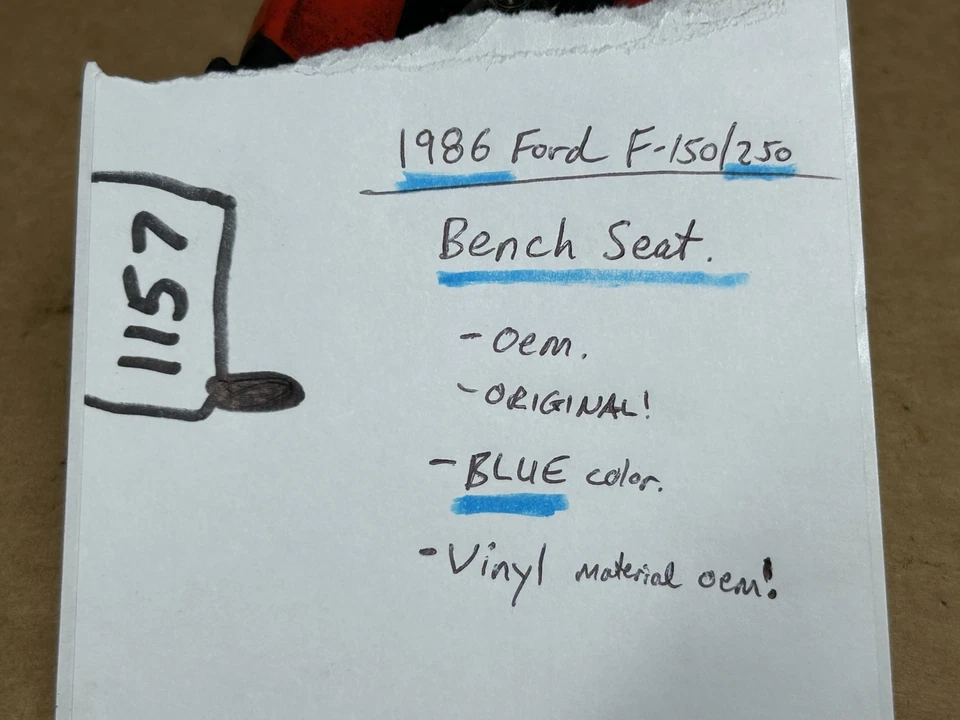 1986 Ford F-150/250
Bench Seat.
- Oem.
- ORIGINAL!
- BLUE color.
- Vinyl material oem!
1157